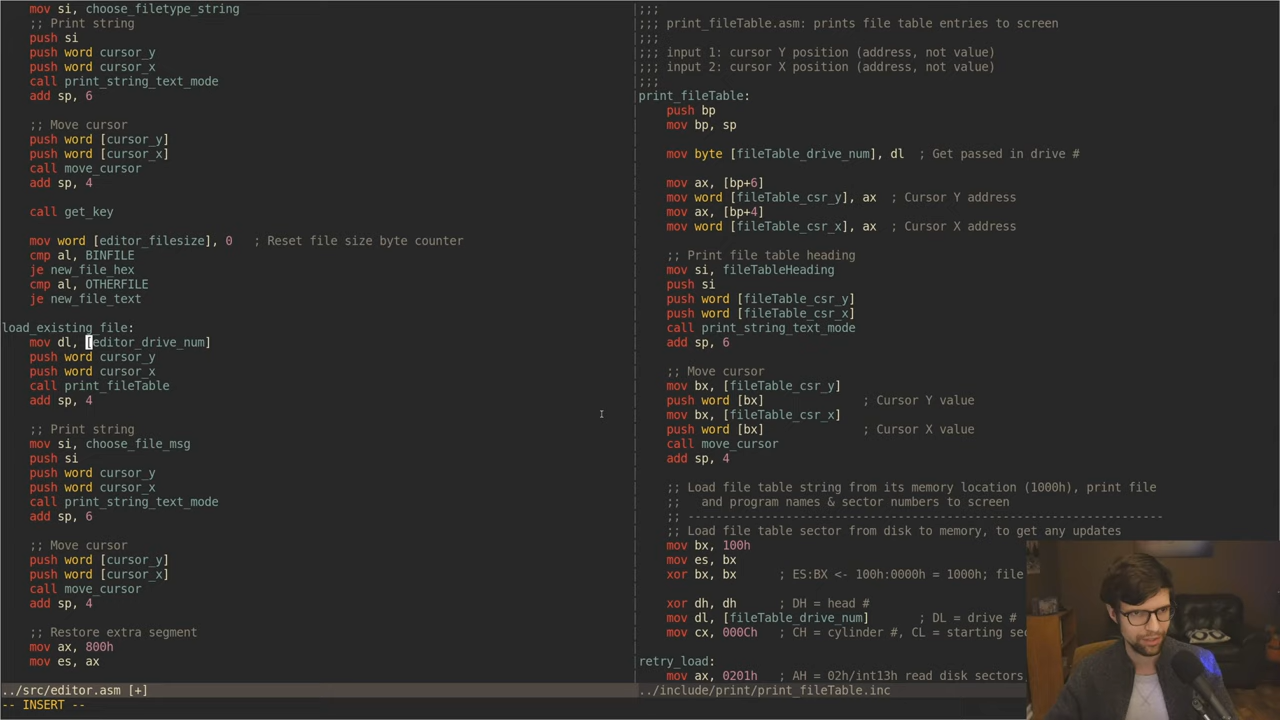 mov si, choose_filetype_string
;; Print string
push si
push word cursor_y
push word cursor_x
call print_string_text_mode
add sp, 6
;; Move cursor
push word [cursor_y]
push word [cursor_x]
call move_cursor
add sp, 4
call get_key
mov word [editor_filesize], 0   ; Reset file size byte counter
cmp al, BINFILE
je new_file_hex
cmp al, OTHERFILE
je new_file_text
load_existing_file:
mov dl, [editor_drive_num]
push word cursor_y
push word cursor_x
call print_fileTable
add sp, 4
;; Print string
mov si, choose_file_msg
push si
push word cursor_y
push word cursor_x
call print_string_text_mode
add sp, 6
;; Move cursor
push word [cursor_y]
push word [cursor_x]
call move_cursor
add sp, 4
;; Restore extra segment
mov ax, 800h
mov es, ax
../src/editor.asm [+]
-- INSERT --
;;;
;;; print_fileTable.asm: prints file table entries to screen
;;;
;;; input 1: cursor Y position (address, not value)
;;; input 2: cursor X position (address, not value)
;;;
print_fileTable:
push bp
mov bp, sp
mov byte [fileTable_drive_num], dl  ; Get passed in drive #
mov ax, [bp+6]
mov word [fileTable_csr_y], ax  ; Cursor Y address
mov ax, [bp+4]
mov word [fileTable_csr_x], ax  ; Cursor X address
;; Print file table heading
mov si, fileTableHeading
push si
push word [fileTable_csr_y]
push word [fileTable_csr_x]
call print_string_text_mode
add sp, 6
;; Move cursor
mov bx, [fileTable_csr_y]
push word [bx]              ; Cursor Y value
mov bx, [fileTable_csr_x]
push word [bx]              ; Cursor X value
call move_cursor
add sp, 4
;; Load file table string from its memory location (1000h), print file
;;   and program names & sector numbers to screen
;; ----------------------------------------------------------------
;; Load file table sector from disk to memory, to get any updates
mov bx, 100h
mov es, bx
xor bx, bx      ; ES:BX <- 100h:0000h = 1000h; file
xor dh, dh      ; DH = head #
mov dl, [fileTable_drive_num]       ; DL = drive #
mov cx, 000Ch   ; CH = cylinder #, CL = starting sec
retry_load:
mov ax, 0201h   ; AH = 02h/int13h read disk sectors,
../include/print/print_fileTable.inc